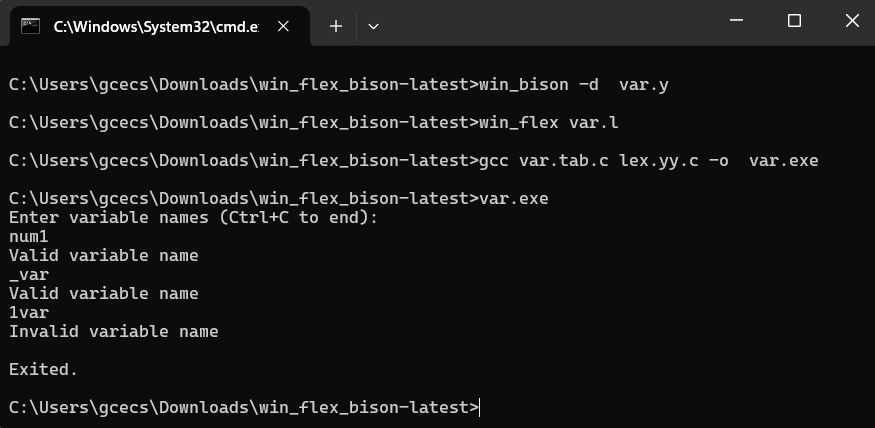 C:\Windows\System32\cmd.e
C:\Users\gcecs\Downloads\win_flex_bison-latest>win_bison -d  var.y
C:\Users\gcecs\Downloads\win_flex_bison-latest>win_flex var.l
C:\Users\gcecs\Downloads\win_flex_bison-latest>gcc var.tab.c lex.yy.c -o  var.exe
C:\Users\gcecs\Downloads\win_flex_bison-latest>var.exe
Enter variable names (Ctrl+C to end):
num1
Valid variable name
_var
Valid variable name
1var
Invalid variable name
Exited.
C:\Users\gcecs\Downloads\win_flex_bison-latest>